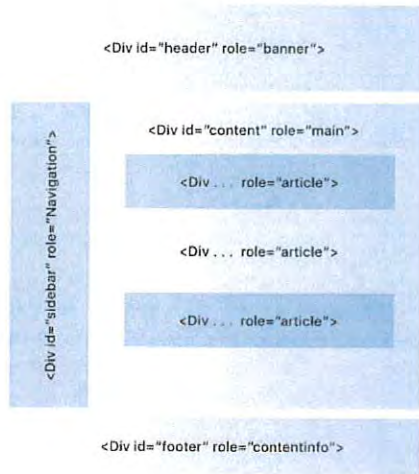 <Div id="header" role="banner">
<Div id="sidebar" role="Navigation">
<Div id="content" role="main">
<Div . . . role="article">
<Div . . . role="article">
<Div . . . role="article">
<Div id="footer" role="contentinfo">